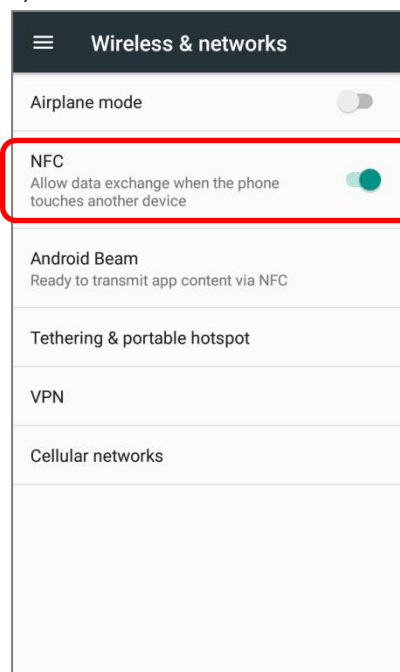 Wireless & networks
Airplane mode
NFC
Allow data exchange when the phone
touches another device
Android Beam
Ready to transmit app content via NFC
Tethering & portable hotspot
VPN
Cellular networks